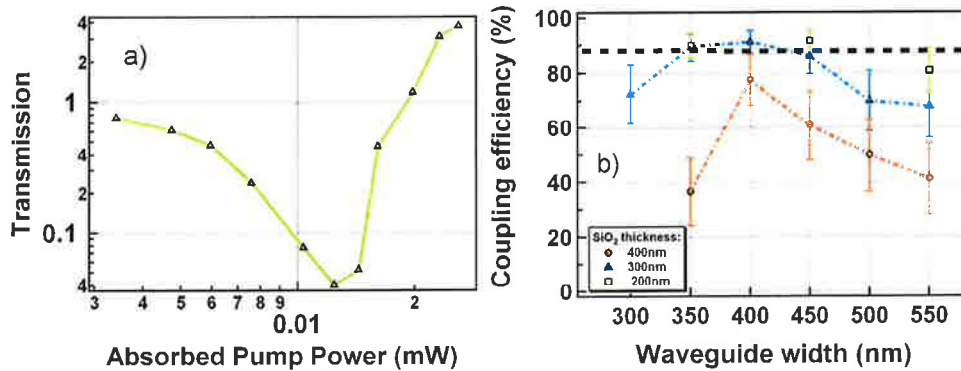 a)
Transmission
4
2
1
4
2
0.1
4
3
4
5
6
7
8
9
0.01
2
Absorbed Pump Power (mW)
b)
Coupling efficiency (%)
100
80
60
40
20
0
SiO₂ thickness:
400nm
300nm
200nm
300 350 400 450 500 550
Waveguide width (nm)